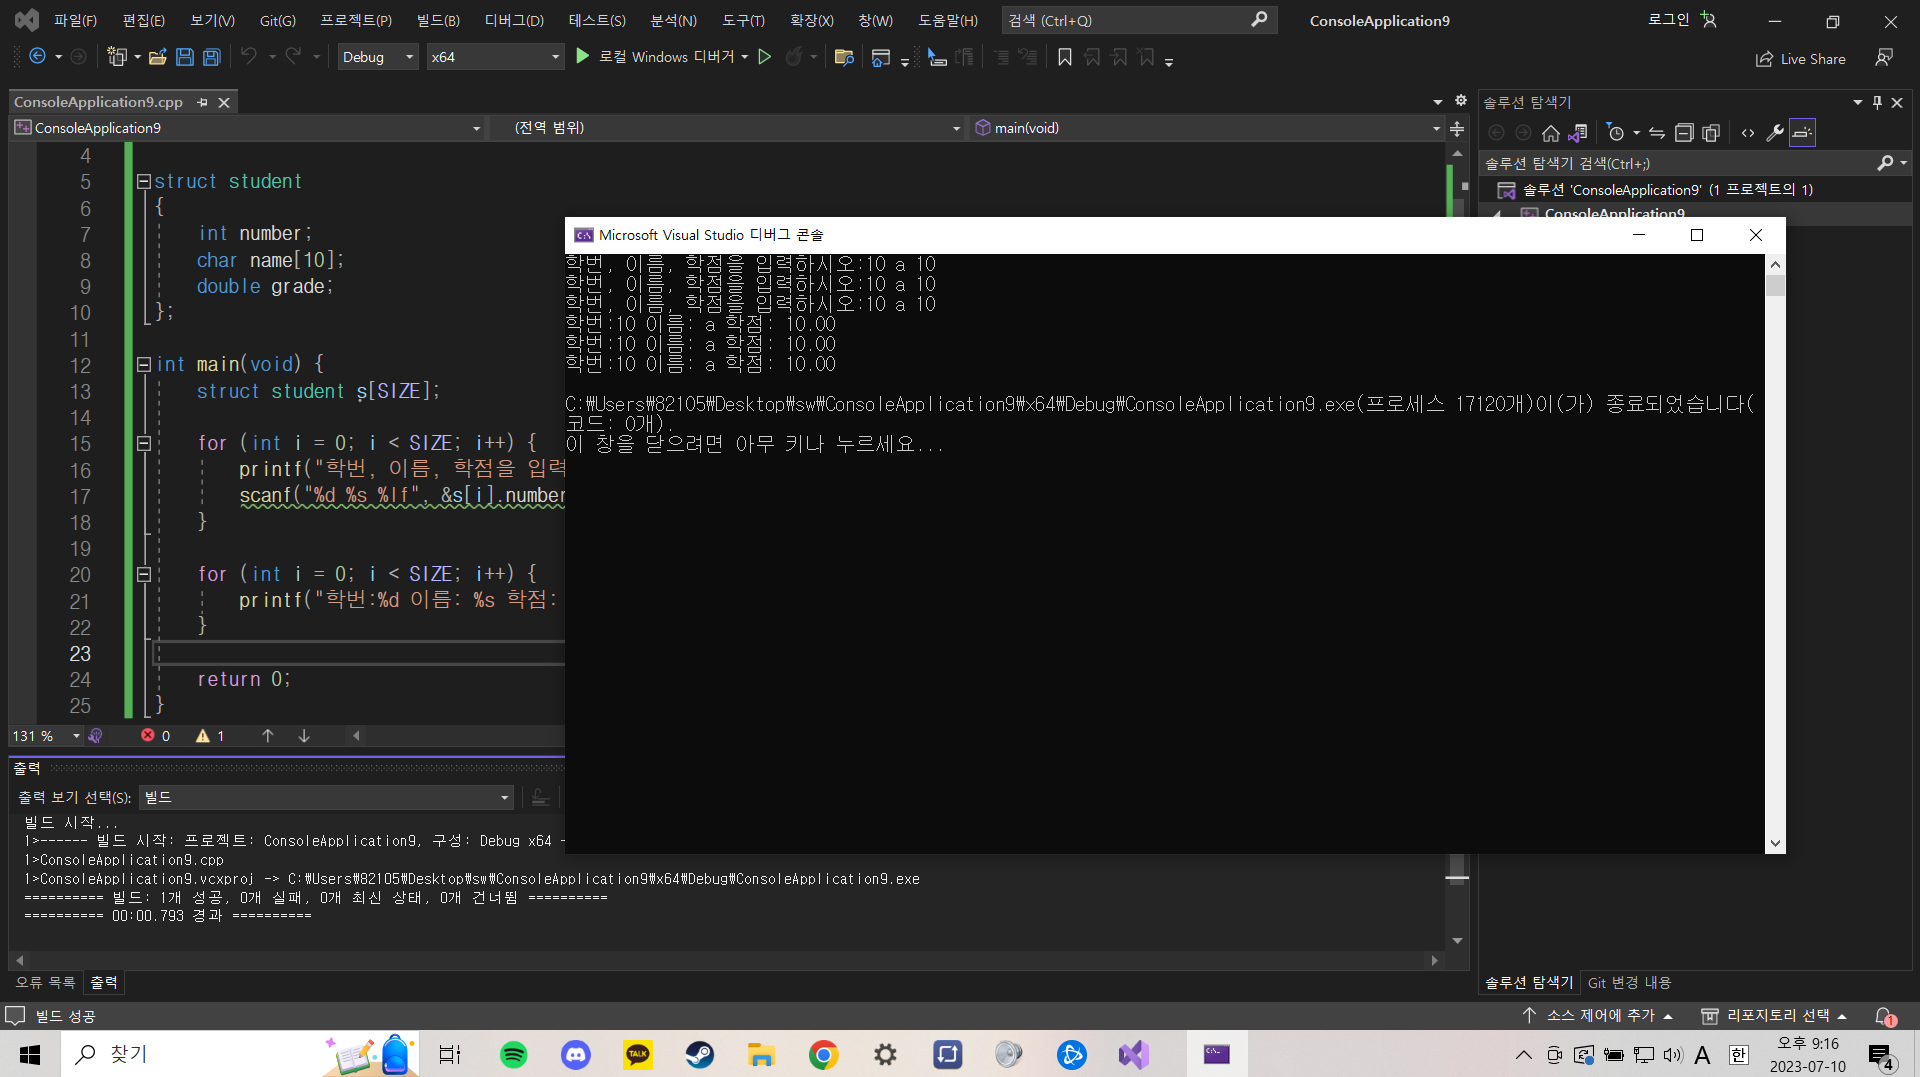 파일(F) 편집(E) 보기(V) Git(G) 프로젝트(P) 빌드(B) 디버그(D) 테스트(S) 분석(N) 도구(T) 확장(X) 창(W) 도움말(H) 검색 (Ctrl+Q) ConsoleApplication9 로그인
Debug x64 로컬 Windows 디버거 Live Share
ConsoleApplication9.cpp
ConsoleApplication9 (전역 범위) main(void)
4
5 struct student
6 {
7 int number;
8 char name[10];
9 double grade;
10 };
11
12 int main(void) {
13 struct student s[SIZE];
14
15 for (int i = 0; i < SIZE; i++) {
16 printf("학번, 이름, 학점을 입력
17 scanf("%d %s %lf", &s[i].number
18 }
19
20 for (int i = 0; i < SIZE; i++) {
21 printf("학번:%d 이름: %s 학점:
22 }
23
24 return 0;
25 }
131 % 0 1
솔루션 탐색기
솔루션 탐색기 검색(Ctrl+;)
솔루션 'ConsoleApplication9' (1 프로젝트의 1)
ConsoleApplication9
Microsoft Visual Studio 디버그 콘솔
학번, 이름, 학점을 입력하시오:10 a 10
학번, 이름, 학점을 입력하시오:10 a 10
학번, 이름, 학점을 입력하시오:10 a 10
학번:10 이름: a 학점: 10.00
학번:10 이름: a 학점: 10.00
학번:10 이름: a 학점: 10.00
C:₩Users₩82105₩Desktop₩sw₩ConsoleApplication9₩x64₩Debug₩ConsoleApplication9.exe(프로세스 17120개)이(가) 종료되었습니다(
코드: 0개).
이 창을 닫으려면 아무 키나 누르세요...
출력
출력 보기 선택(S): 빌드
빌드 시작...
1>------ 빌드 시작: 프로젝트: ConsoleApplication9, 구성: Debug x64 -
1>ConsoleApplication9.cpp
1>ConsoleApplication9.vcxproj -> C:₩Users₩82105₩Desktop₩sw₩ConsoleApplication9₩x64₩Debug₩ConsoleApplication9.exe
========== 빌드: 1개 성공, 0개 실패, 0개 최신 상태, 0개 건너뜀 ==========
========== 00:00.793 경과 ==========
오류 목록 출력
솔루션 탐색기 Git 변경 내용
빌드 성공 소스 제어에 추가 리포지토리 선택 1
찾기 TALK A 한 오후 9:16
2023-07-10 4